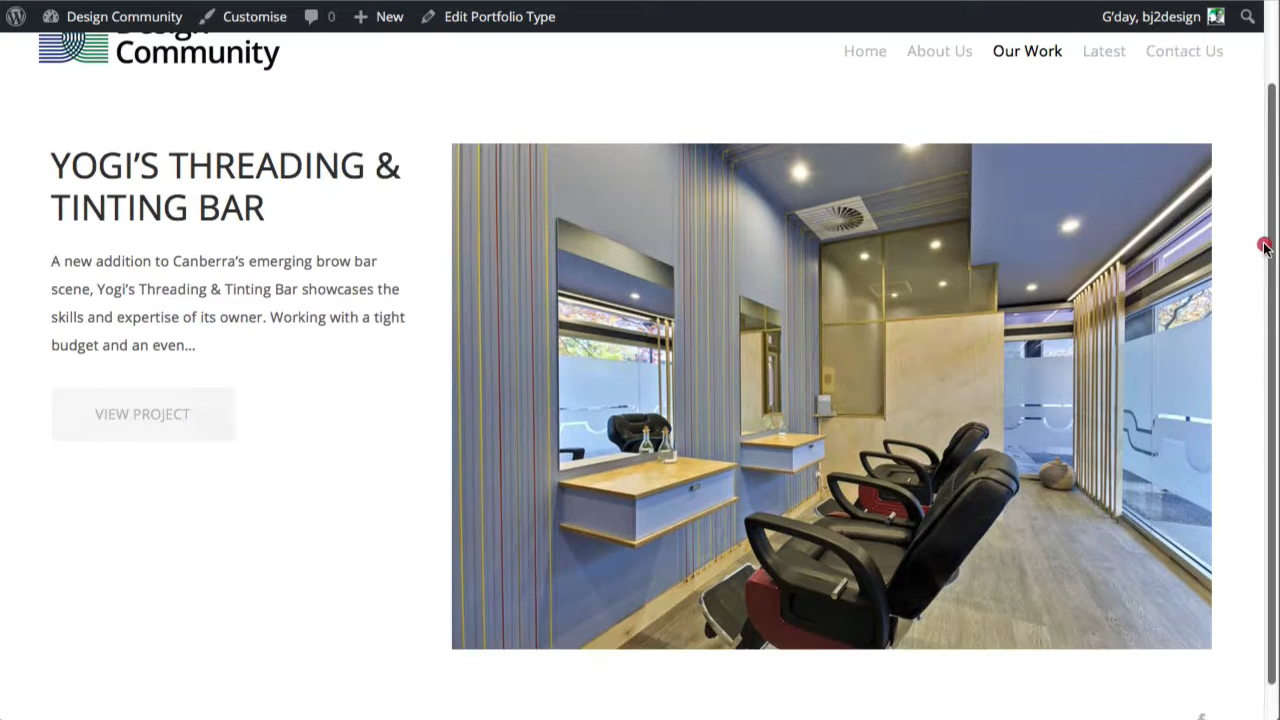 Design Community
Customise
0
New
Edit Portfolio Type
G'day, bj2design
Design
Community
Home
About Us
Our Work
Latest
Contact Us
YOGI'S THREADING &
TINTING BAR
A new addition to Canberra's emerging brow bar
scene, Yogi's Threading & Tinting Bar showcases the
skills and expertise of its owner. Working with a tight
budget and an even...
VIEW PROJECT